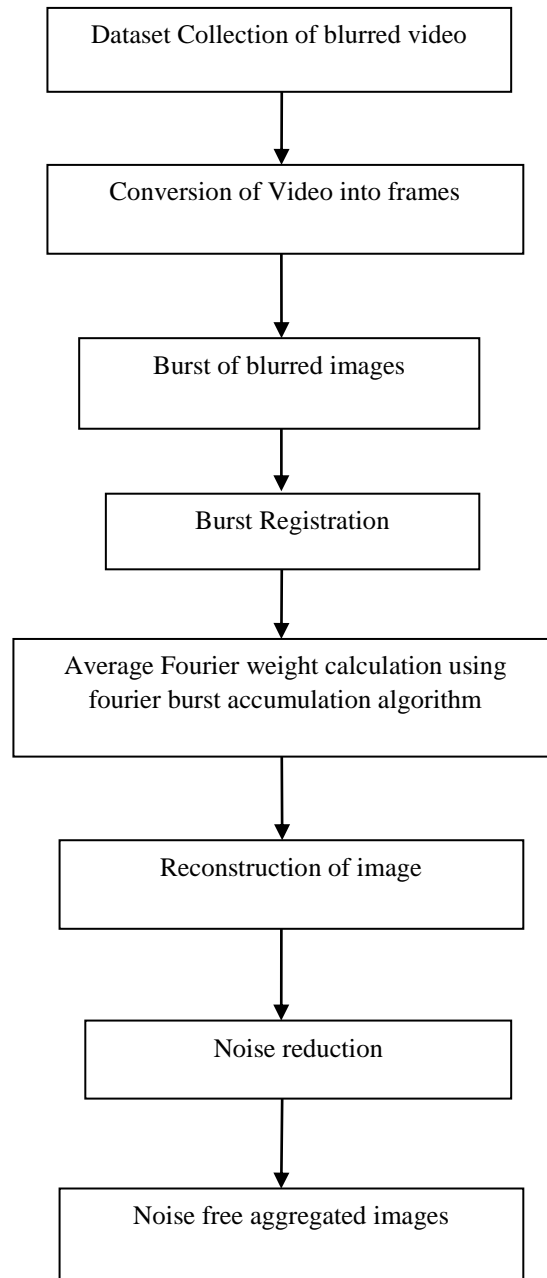 Dataset Collection of blurred video
Conversion of Video into frames
Burst of blurred images
Burst Registration
Average Fourier weight calculation using
fourier burst accumulation algorithm
Reconstruction of image
Noise reduction
Noise free aggregated images